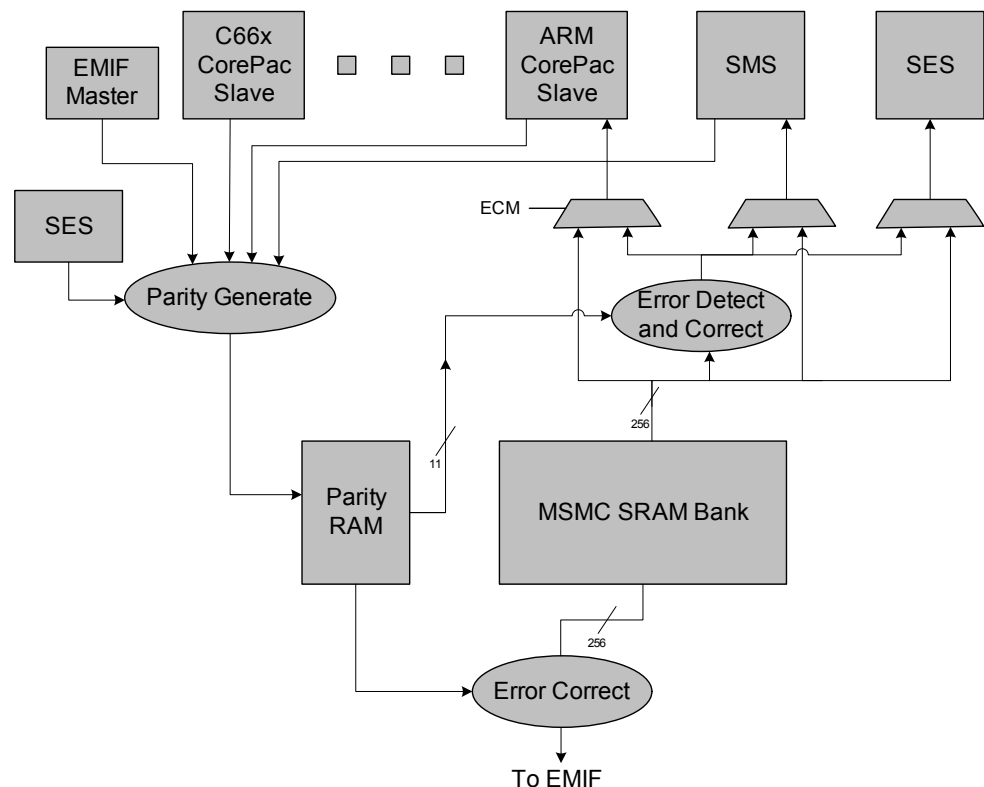 C66x
CorePac
Slave
ARM
CorePac
Slave
SMS
SES
EMIF
Master
SES
ECM
Parity Generate
Error Detect
and Correct
256
11
Parity
RAM
MSMC SRAM Bank
256
Error Correct
To EMIF